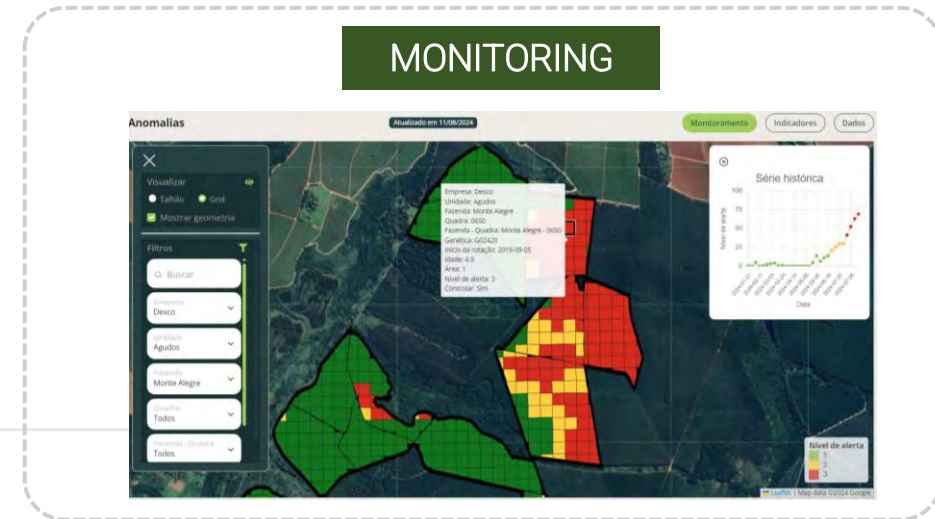 MONITORING
Anomalias
Atualizado em 11/08/2024
Monitoramento
Indicadores
Dados
Visualizar
Talhão
Grid
Mostrar geometria
Filtros
Buscar
Empresa
Dexco
Unidade
Agudos
Fazenda
Monte Alegre
Quadra
Todos
Fazenda - Quadra
Todos
Empresa: Dexco
Unidade: Agudos
Fazenda: Monte Alegre
Quadra: 0650
Fazenda - Quadra: Monte Alegre - 0650
Genética: G02420
Início da rotação: 2019-09-05
Idade: 4.9
Área: 1
Nível de alerta: 3
Controlar: Sim
Série histórica
Nível de alerta
100
75
50
25
0
Data
Nível de alerta
1
2
3
Leaflet | Map data ©2024 Google